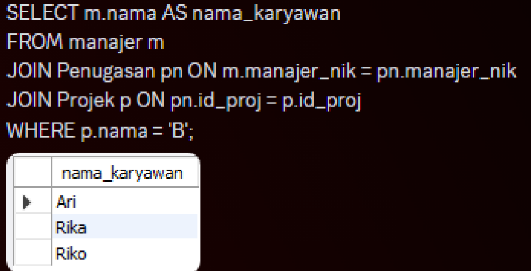 SELECT m.nama AS nama_karyawan
FROM manajer m
JOIN Penugasan pn ON m.manajer_nik = pn.manajer_nik
JOIN Projek p ON pn.id_proj = p.id_proj
WHERE p.nama = 'B';
nama_karyawan
Ari
Rika
Riko